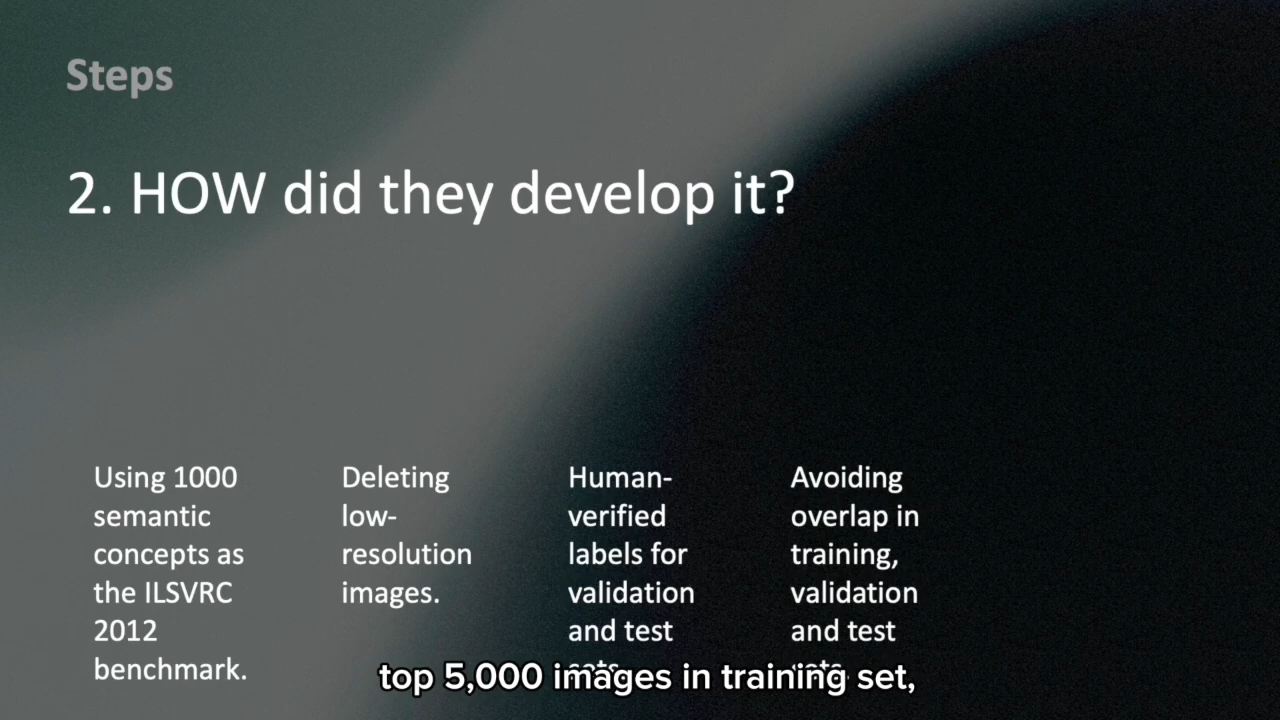 Steps
2. HOW did they develop it?
Using 1000
semantic
concepts as
the ILSVRC
2012
benchmark.
Deleting
low-
resolution
images.
Human-
verified
labels for
validation
and test
Avoiding
overlap in
training,
validation
and test
top 5,000 images in training set,